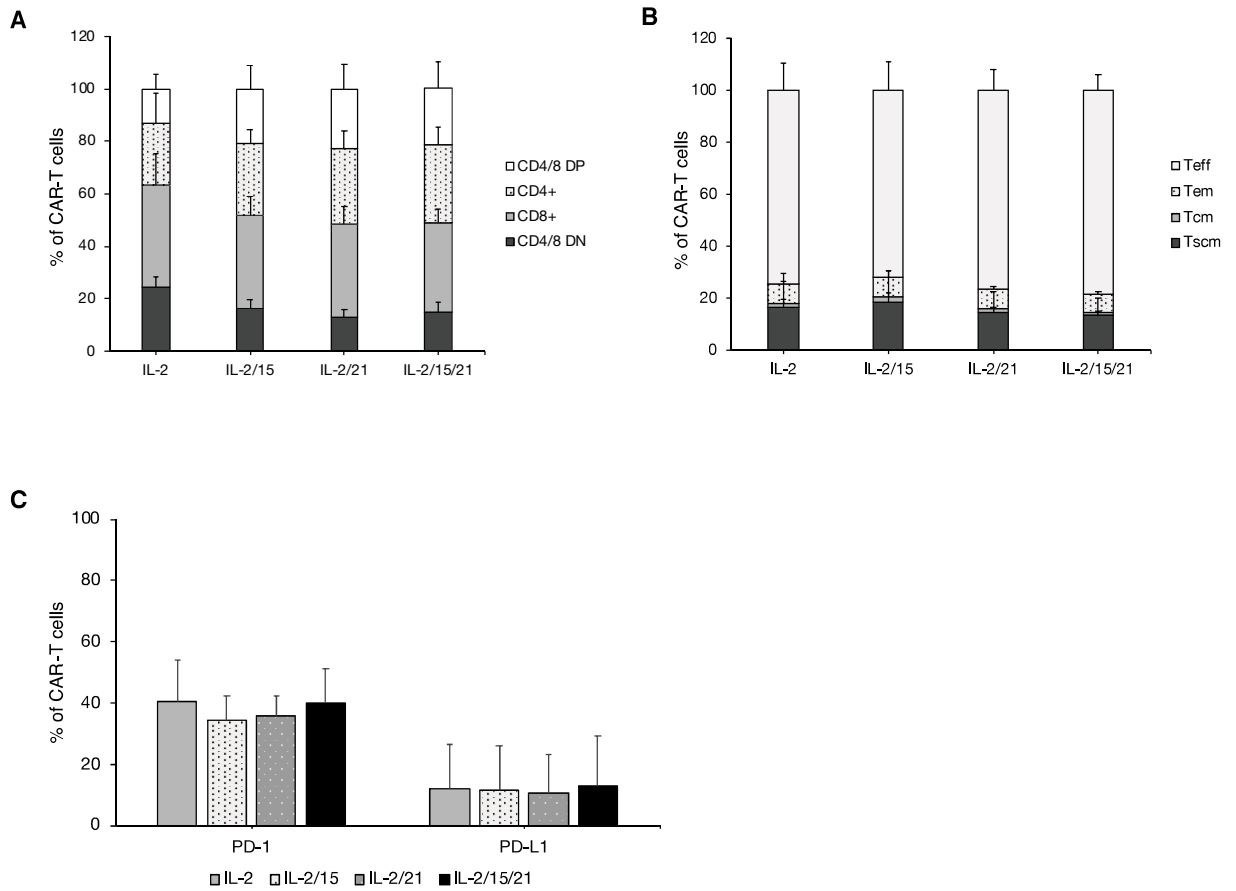 A
% of CAR-T cells
120
100
80
60
40
20
0
IL-2 IL-2/15 IL-2/21 IL-2/15/21
CD4/8 DP
CD4+
CD8+
CD4/8 DN
B
% of CAR-T cells
120
100
80
60
40
20
0
IL-2 IL-2/15 IL-2/21 IL-2/15/21
Teff
Tem
Tcm
Tscm
C
% of CAR-T cells
100
80
60
40
20
0
PD-1 PD-L1
IL-2 IL-2/15 IL-2/21 IL-2/15/21